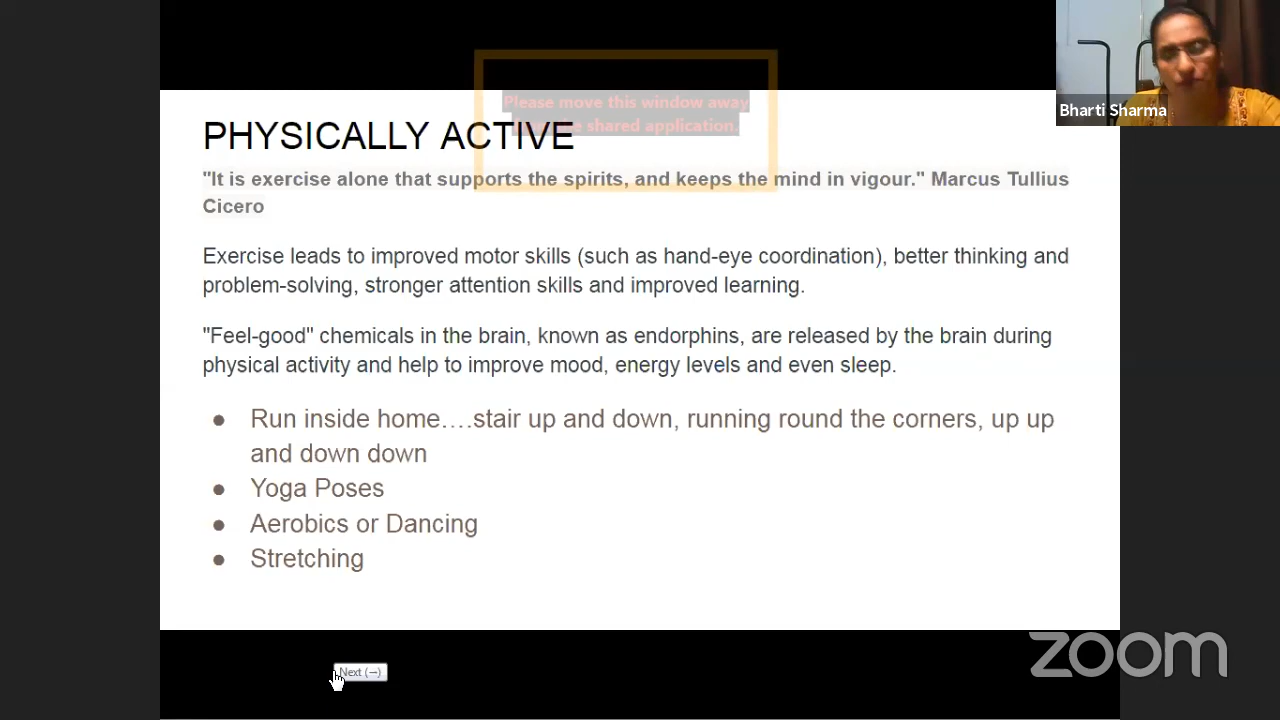 Please move this window away
the shared application.
Bharti Sharma
PHYSICALLY ACTIVE
"It is exercise alone that supports the spirits, and keeps the mind in vigour." Marcus Tullius
Cicero
Exercise leads to improved motor skills (such as hand-eye coordination), better thinking and
problem-solving, stronger attention skills and improved learning.
"Feel-good" chemicals in the brain, known as endorphins, are released by the brain during
physical activity and help to improve mood, energy levels and even sleep.
● Run inside home….stair up and down, running round the corners, up up
and down down
● Yoga Poses
● Aerobics or Dancing
● Stretching
zoom
Next (→)